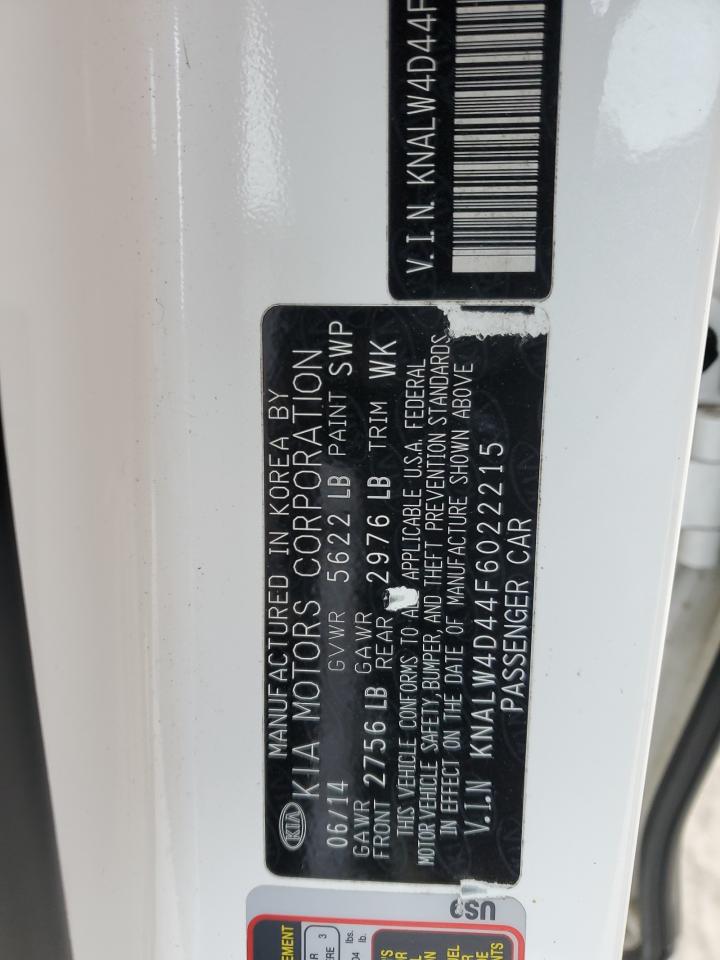 V.I.N. KNALW4D44F
MANUFACTURED IN KOREA BY
KIA KIA MOTORS CORPORATION
06/14 GVWR 5622 LB PAINT SWP
GAWR FRONT 2756 LB GAWR REAR 2976 LB TRIM WK
THIS VEHICLE CONFORMS TO APPLICABLE U.S.A. FEDERAL
MOTOR VEHICLE SAFETY, BUMPER, AND THEFT PREVENTION STANDARDS
IN EFFECT ON THE DATE OF MANUFACTURE SHOWN ABOVE
V.I.N KNALW4D44F6022215
PASSENGER CAR
US9